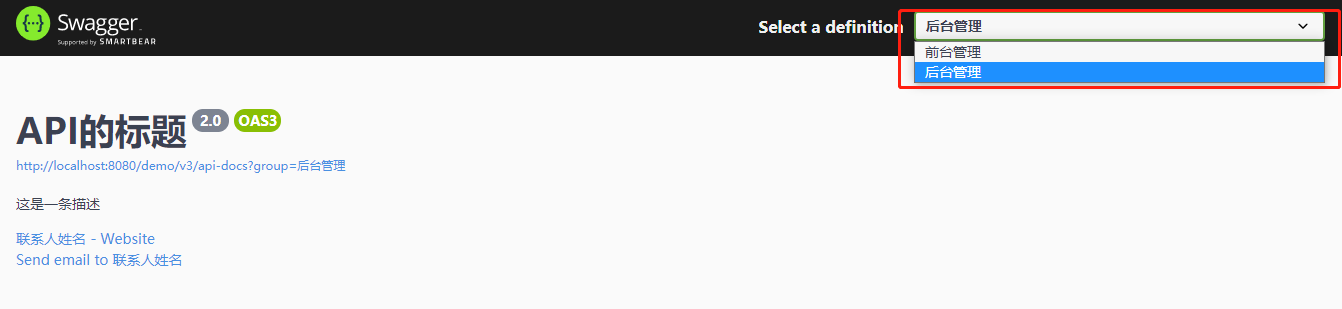 Swagger
Supported by SMARTBEAR
Select a definition
后台管理
前台管理
后台管理
API的标题 2.0 OAS3
http://localhost:8080/demo/v3/api-docs?group=后台管理
这是一条描述
联系人姓名 - Website
Send email to 联系人姓名